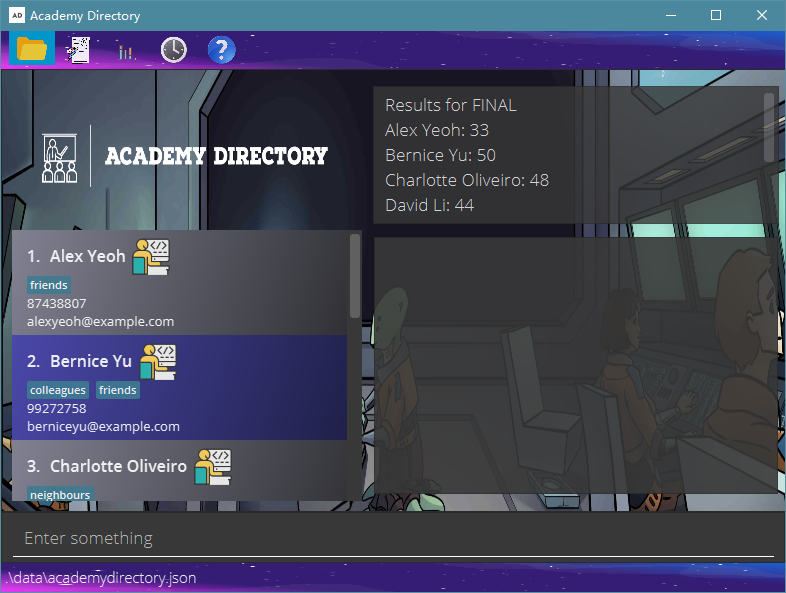 AD Academy Directory
?
ACADEMY DIRECTORY
Results for FINAL
Alex Yeoh: 33
Bernice Yu: 50
Charlotte Oliveiro: 48
David Li: 44
1. Alex Yeoh
friends
87438807
alexyeoh@example.com
2. Bernice Yu
colleagues friends
99272758
berniceyu@example.com
3. Charlotte Oliveiro
neighbours
Enter something
.\data\academydirectory.json